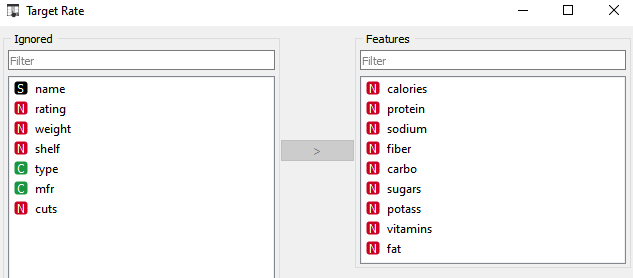 Target Rate
Ignored
Filter
S name
N rating
N weight
N shelf
C type
C mfr
N cuts
>
Features
Filter
N calories
N protein
N sodium
N fiber
N carbo
N sugars
N potass
N vitamins
N fat